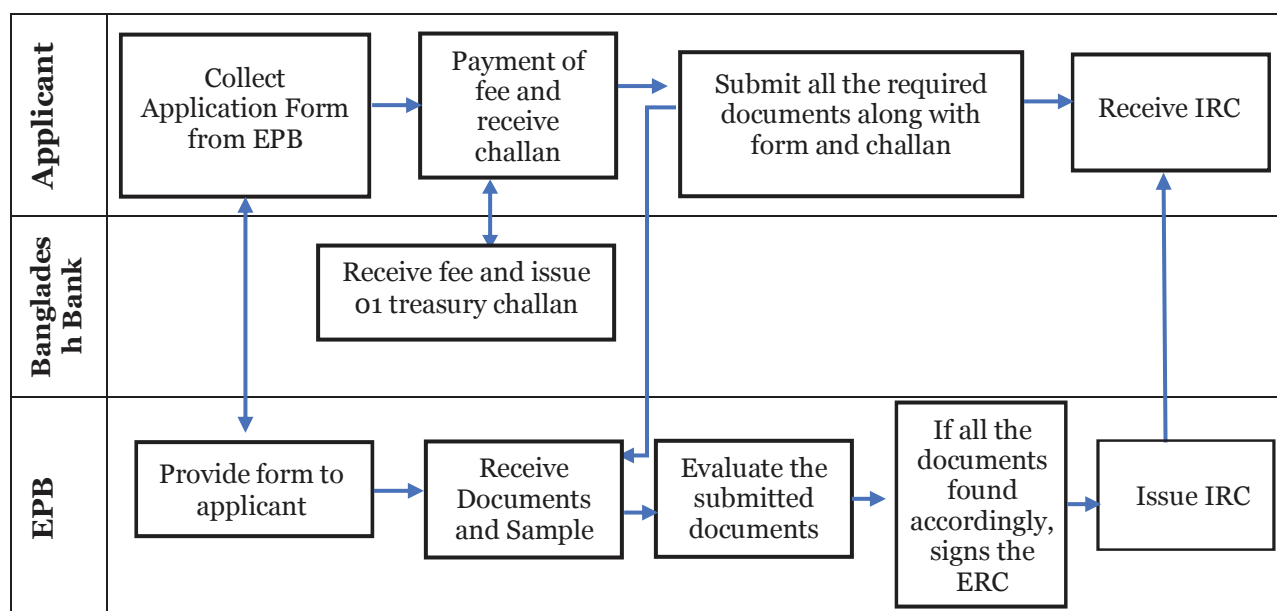 Applicant
Collect
Application Form
from EPB
Payment of
fee and
receive
challan
Submit all the required
documents along with
form and challan
Receive IRC
Banglades
h Bank
Receive fee and issue
01 treasury challan
EPB
Provide form to
applicant
Receive
Documents
and Sample
Evaluate the
submitted
documents
If all the
documents
found
accordingly,
signs the
ERC
Issue IRC